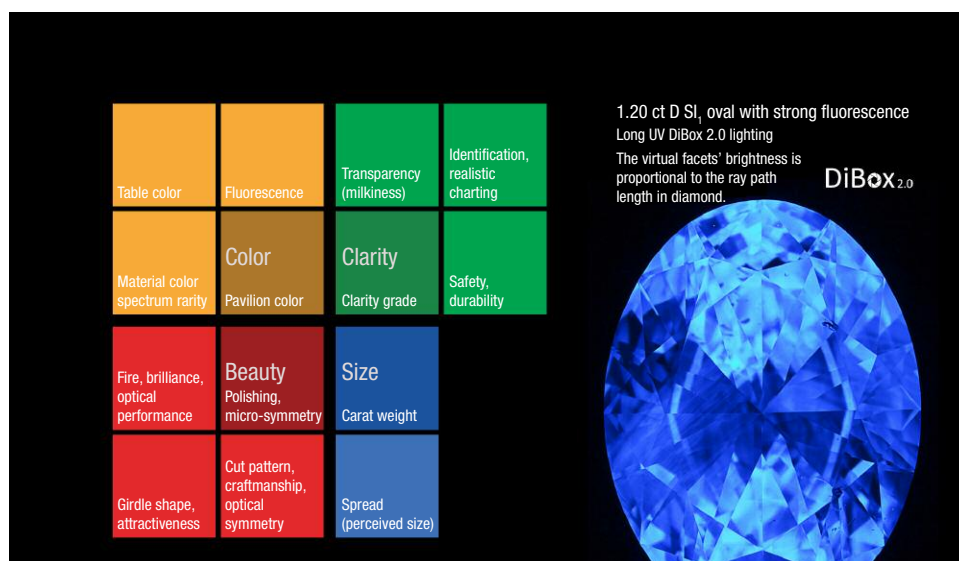 Table color
Fluorescence
Transparency
(milkiness)
Identification,
realistic
charting
Material color
spectrum rarity
Color
Pavilion color
Clarity
Clarity grade
Safety,
durability
Fire, brilliance,
optical
performance
Beauty
Polishing,
micro-symmetry
Size
Carat weight
Girdle shape,
attractiveness
Cut pattern,
craftmanship,
optical
symmetry
Spread
(perceived size)
1.20 ct D SI₁ oval with strong fluorescence
Long UV DiBox 2.0 lighting
The virtual facets’ brightness is
proportional to the ray path
length in diamond.
DiBox 2.0